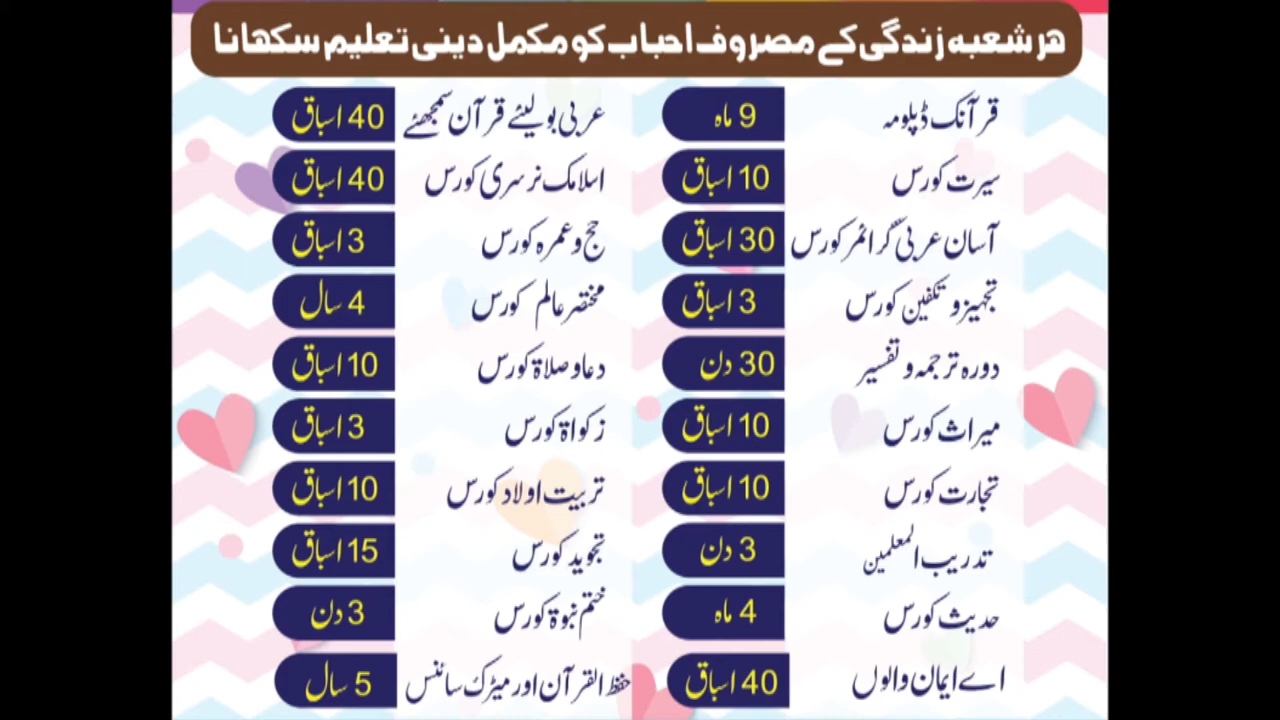 هر شعبه زندگی کے مصروف احباب کو مکمل دینی تعلیم سکھانا
قرآنک ڈپلومہ 9 ماہ
سیرت کورس 10 اسباق
آسان عربی گرائمر کورس 30 اسباق
تجہیز و تکفین کورس 3 اسباق
دورہ ترجمہ و تفسیر 30 دن
میراث کورس 10 اسباق
تجارت کورس 10 اسباق
تدریب المعلمین 3 دن
حدیث کورس 4 ماہ
اے ایمان والوں 40 اسباق
عربی بولیئے قرآن سمجھئے 40 اسباق
اسلامک نرسری کورس 40 اسباق
حج و عمرہ کورس 3 اسباق
مختصر عالم کورس 4 سال
دعا و صلاۃ کورس 10 اسباق
زکواۃ کورس 3 اسباق
تربیت اولاد کورس 10 اسباق
تجوید کورس 15 اسباق
ختم نبوۃ کورس 3 دن
حفظ القرآن اور میٹرک سائنس 5 سال